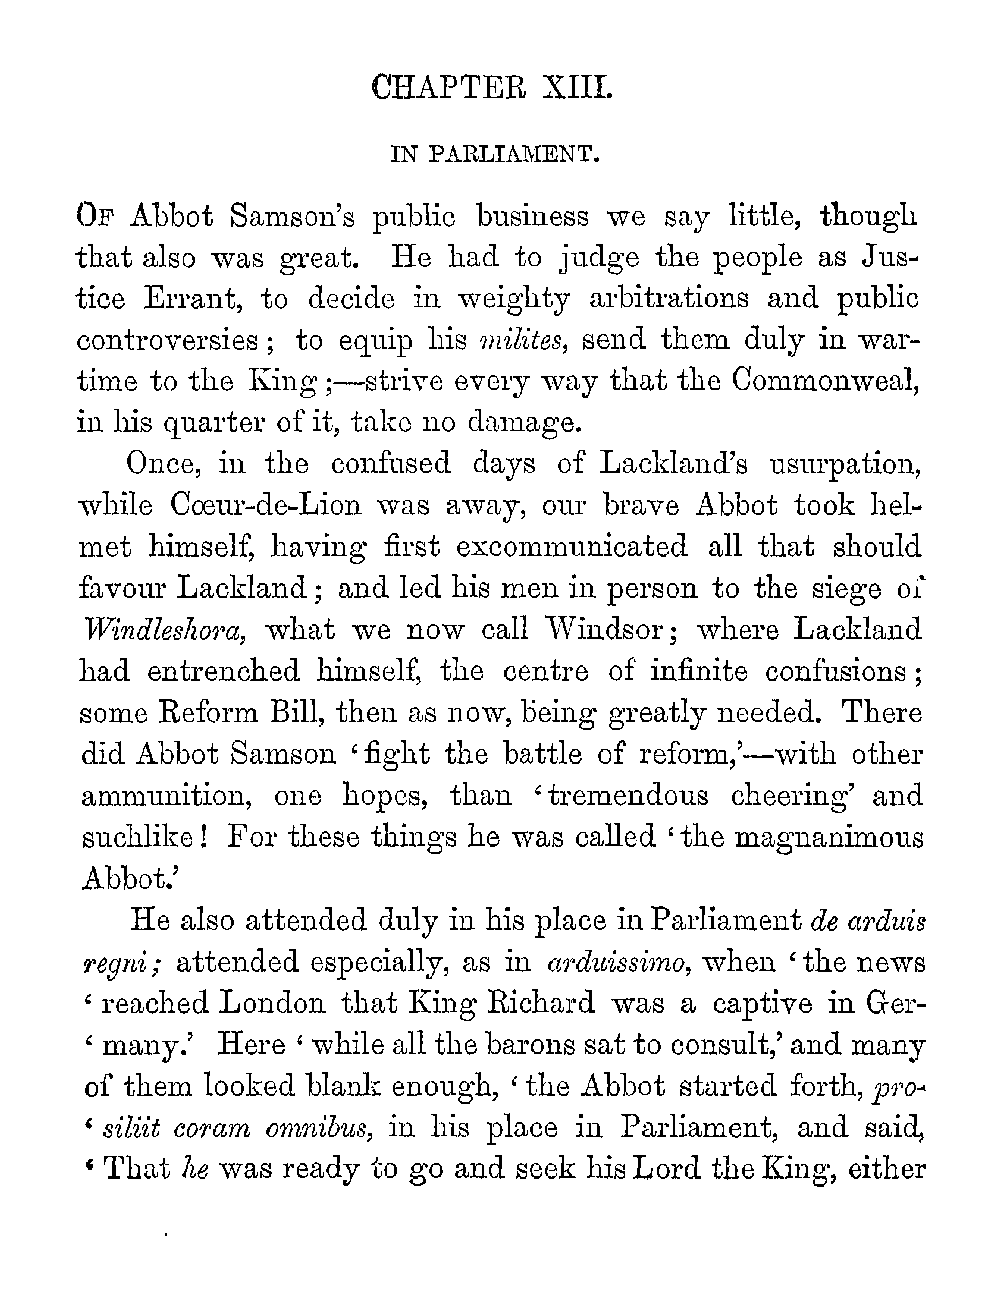 CHAPTER XIII.
IN PARLIAMENT.
OF Abbot Samson's public business we say little, though
that also was great. He had to judge the people as Jus-
tice Errant, to decide in weighty arbitrations and public
controversies; to equip his milites, send them duly in war-
time to the King;—strive every way that the Commonweal,
in his quarter of it, take no damage.
Once, in the confused days of Lackland's usurpation,
while Cœur-de-Lion was away, our brave Abbot took hel-
met himself, having first excommunicated all that should
favour Lackland; and led his men in person to the siege of
Windleshora, what we now call Windsor; where Lackland
had entrenched himself, the centre of infinite confusions;
some Reform Bill, then as now, being greatly needed. There
did Abbot Samson ‘fight the battle of reform,’—with other
ammunition, one hopes, than ‘tremendous cheering’ and
suchlike! For these things he was called ‘the magnanimous
Abbot.’
He also attended duly in his place in Parliament de arduis
regni; attended especially, as in arduissimo, when ‘the news
‘reached London that King Richard was a captive in Ger-
‘many.’ Here ‘while all the barons sat to consult,’ and many
of them looked blank enough, ‘the Abbot started forth, pro-
‘siliit coram omnibus, in his place in Parliament, and said,
‘That he was ready to go and seek his Lord the King, either